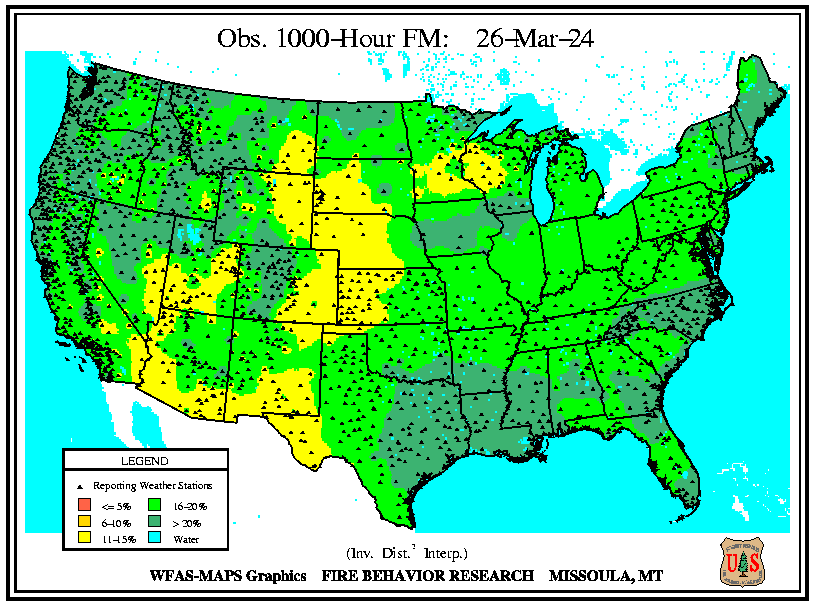 Obs. 1000-Hour FM: 26-Mar-24
LEGEND
Reporting Weather Stations
<= 5% 16-20%
6-10% > 20%
11-15% Water
(Inv. Dist.² Interp.)
WFAS-MAPS Graphics FIRE BEHAVIOR RESEARCH MISSOULA, MT
U S